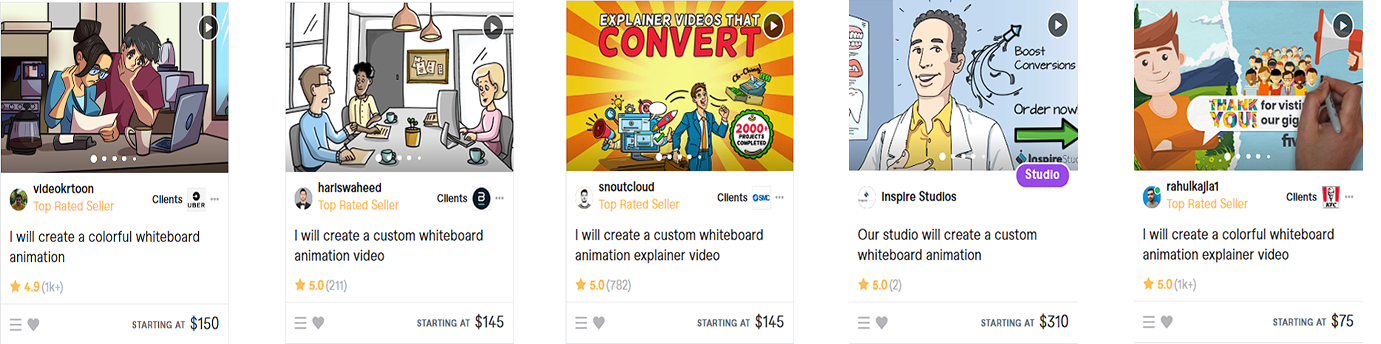 videokrtoon
Top Rated Seller
Clients
UBER
I will create a colorful whiteboard
animation
4.9 (1k+)
STARTING AT $150
hariswaheed
Top Rated Seller
Clients
I will create a custom whiteboard
animation video
5.0 (211)
STARTING AT $145
EXPLAINER VIDEOS THAT
CONVERT
Ch-Ching!
2000+
PROJECTS
COMPLETED
snoutcloud
Top Rated Seller
Clients
SMC
I will create a custom whiteboard
animation explainer video
5.0 (782)
STARTING AT $145
Boost
Conversions
Order now
InspireStud
Studio
Inspire Studios
Our studio will create a custom
whiteboard animation
5.0 (2)
STARTING AT $310
THANK
YOU!
for visti
our gig
fiv
rahulkajla1
Top Rated Seller
Clients
KFC
I will create a colorful whiteboard
animation explainer video
5.0 (1k+)
STARTING AT $75